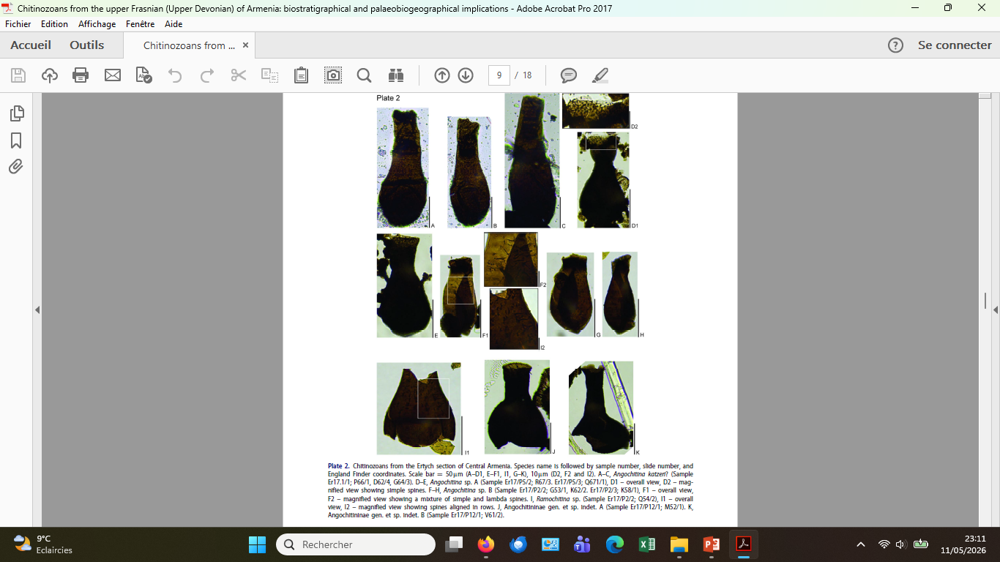 Chitinozoans from the upper Frasnian (Upper Devonian) of Armenia: biostratigraphical and palaeobiogeographical implications - Adobe Acrobat Pro 2017
Fichier Edition Affichage Fenêtre Aide
Accueil Outils Chitinozoans from ... × ? Se connecter
9 / 18
Plate 2
D2
A B C D1
F2
E F1 G H
I2
I1 J K
Plate 2. Chitinozoans from the Ertych section of Central Armenia. Species name is followed by sample number, slide number, and
England Finder coordinates. Scale bar = 50 μm (A–D1, E–F1, I1, G–K), 10 μm (D2, F2 and I2). A–C, Angochitina katzeri? (Sample
Er17.1/1; P66/1, D62/4, G64/3). D–E, Angochitina sp. A (Sample Er17/P5/2; R67/3. Er17/P5/3; Q671/1), D1 – overall view, D2 – mag-
nified view showing simple spines. F–H, Angochitina sp. B (Sample Er17/P2/2; G53/1, K62/2. Er17/P2/3; K58/1), F1 – overall view,
F2 – magnified view showing a mixture of simple and lambda spines. I, Ramochitina sp. (Sample Er17/P2/2; Q54/2), I1 – overall
view, I2 – magnified view showing spines aligned in rows. J, Angochitininae gen. et sp. indet. A (Sample Er17/P12/1; M52/1). K,
Angochitininae gen. et sp. indet. B (Sample Er17/P12/1; V61/2).
9°C
Eclaircies
Rechercher
23:11
11/05/2026